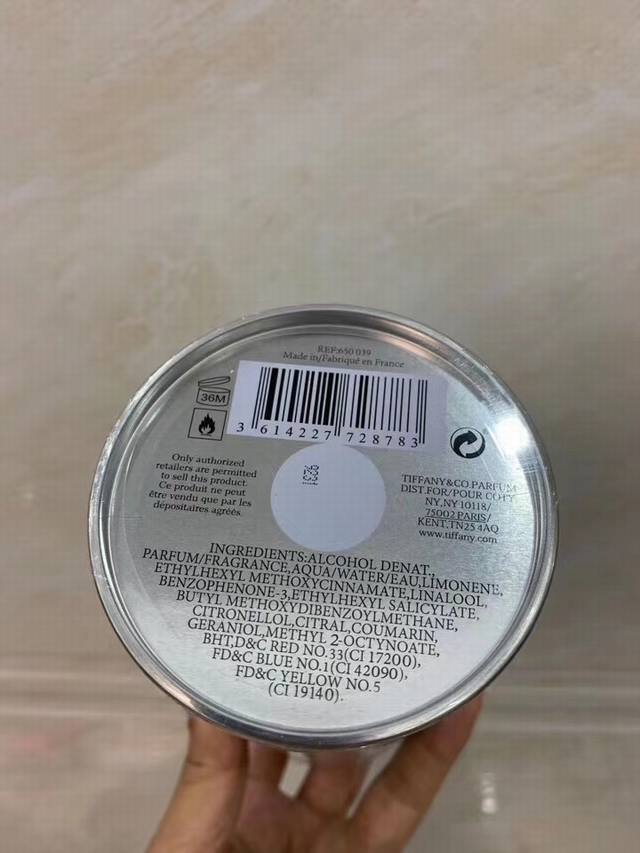 REF:650 039
Made in/Fabriqué en France
36M
3 614227 728783
Only authorized
retailers are permitted
to sell this product.
Ce produit ne peut
être vendu que par les
dépositaires agréés.
TIFFANY&CO.PARFUM
DIST.FOR/POUR COTY
NY,NY 10118/
75002 PARIS/
KENT,TN25 4AQ
www.tiffany.com
INGREDIENTS:ALCOHOL DENAT,
PARFUM/FRAGRANCE,AQUA/WATER/EAU,LIMONENE,
ETHYLHEXYL METHOXYCINNAMATE,LINALOOL,
BENZOPHENONE-3,ETHYLHEXYL SALICYLATE,
BUTYL METHOXYDIBENZOYLMETHANE,
CITRONELLOL,CITRAL,COUMARIN,
GERANIOL,METHYL 2-OCTYNOATE,
BHT,D&C RED NO.33(CI 17200),
FD&C BLUE NO.1(CI 42090),
FD&C YELLOW NO.5
(CI 19140).